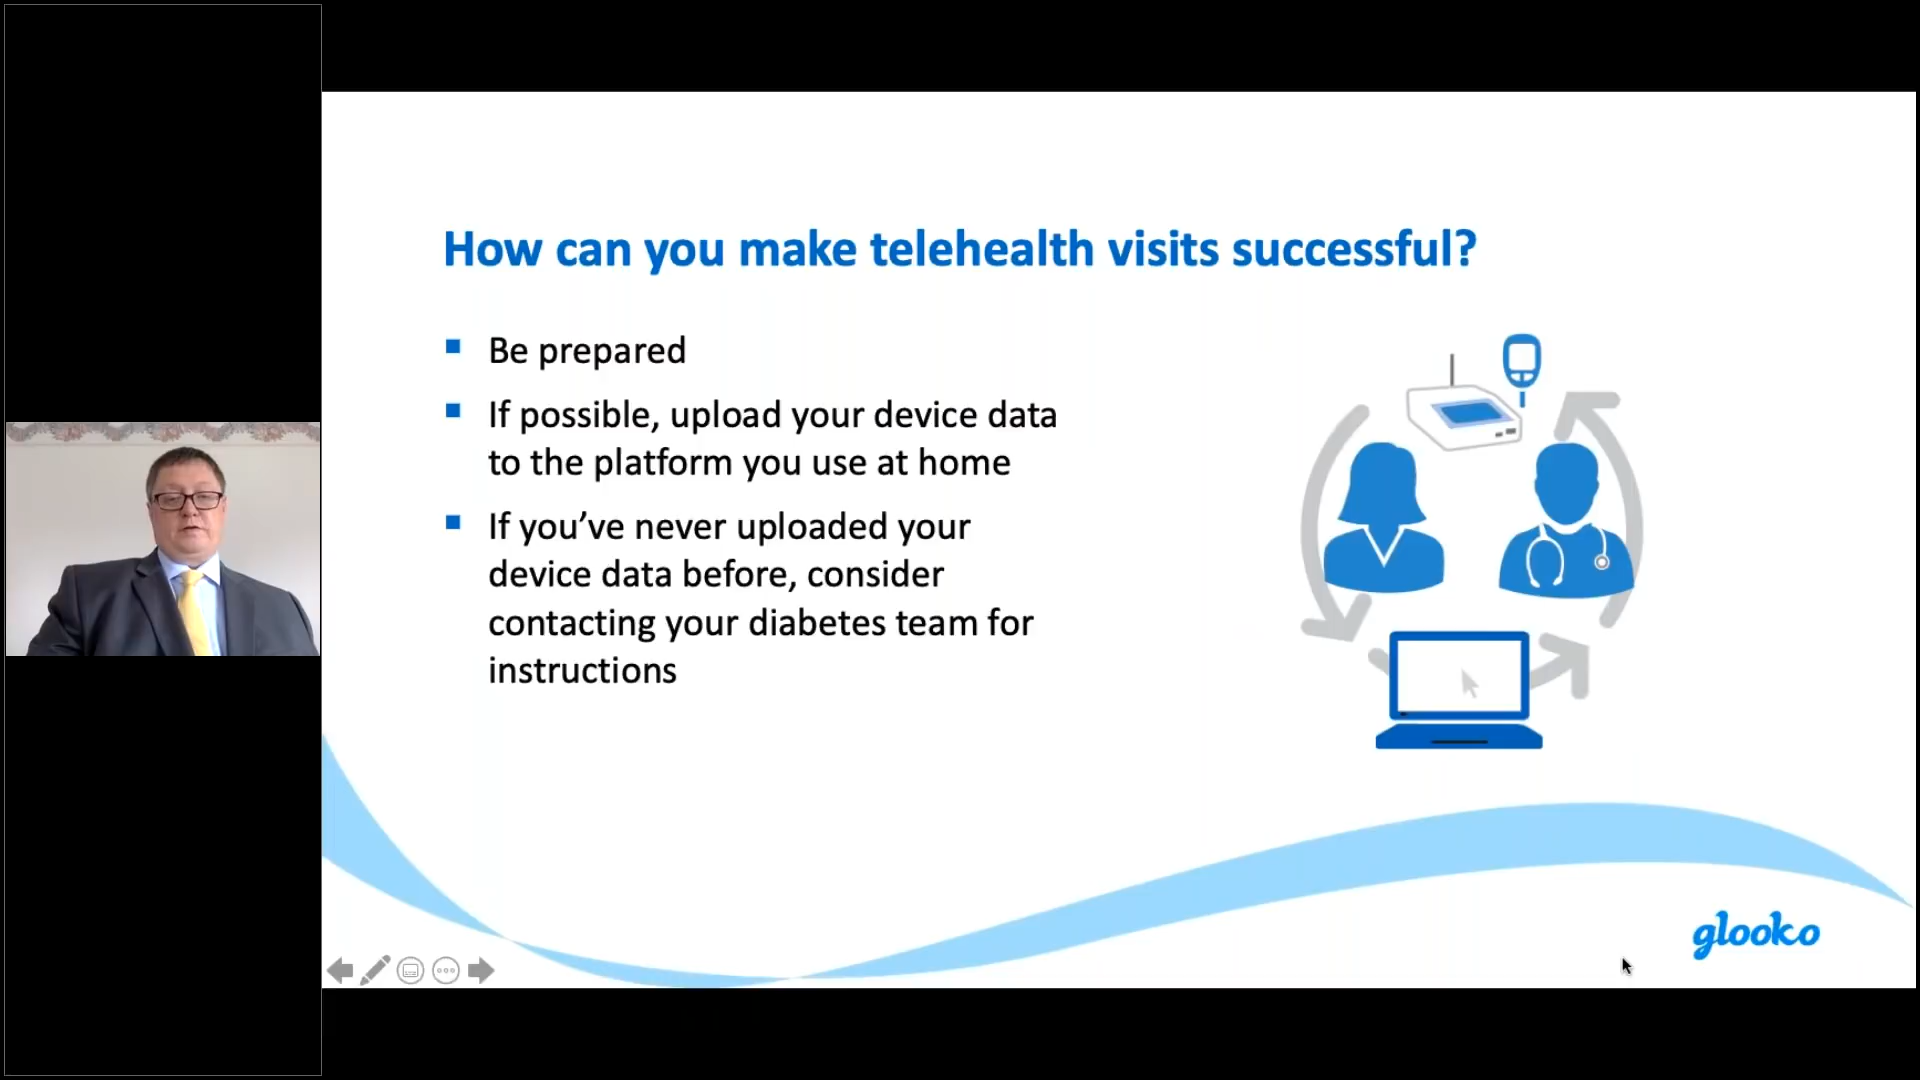 How can you make telehealth visits successful?
Be prepared
If possible, upload your device data
to the platform you use at home
If you’ve never uploaded your
device data before, consider
contacting your diabetes team for
instructions
glooko